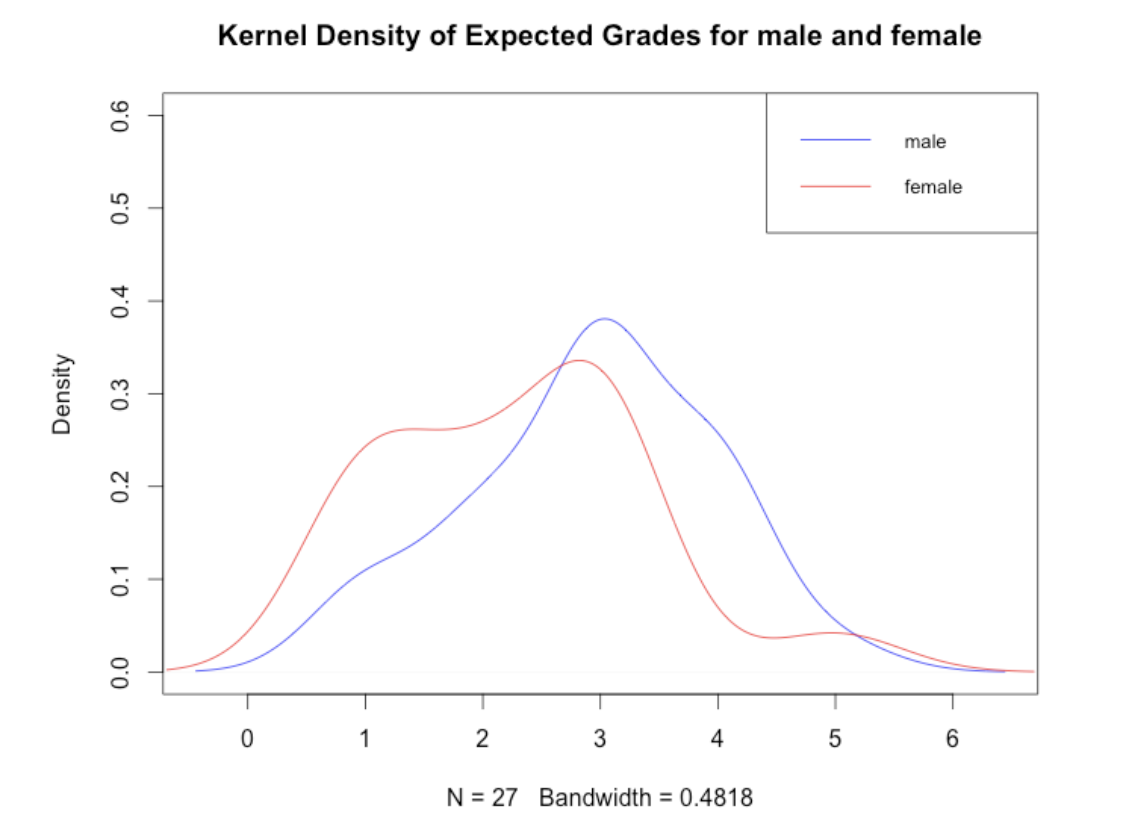 Kernel Density of Expected Grades for male and female
male
female
0.6
0.5
0.4
0.3
0.2
0.1
0.0
Density
0 1 2 3 4 5 6
N = 27 Bandwidth = 0.4818